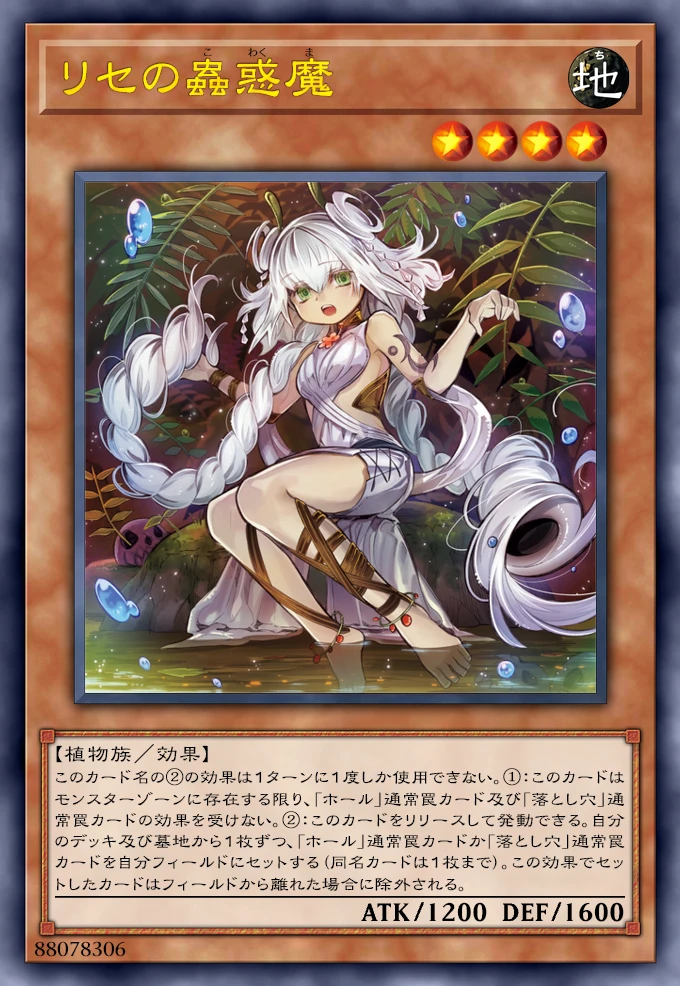 こ わく ま
リセの蟲惑魔
ち
地
【植物族／効果】
このカード名の②の効果は1ターンに1度しか使用できない。①：このカードは
モンスターゾーンに存在する限り、「ホール」通常罠カード及び「落とし穴」通
常罠カードの効果を受けない。②：このカードをリリースして発動できる。自分
のデッキ及び墓地から1枚ずつ、「ホール」通常罠カードか「落とし穴」通常罠
カードを自分フィールドにセットする（同名カードは1枚まで）。この効果でセッ
トしたカードはフィールドから離れた場合に除外される。
ATK/1200 DEF/1600
88078306